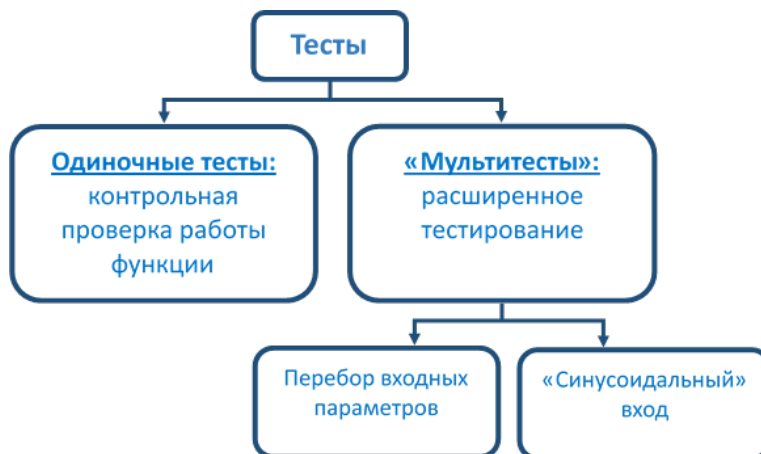 Тесты
Одиночные тесты:
контрольная
проверка работы
функции
«Мультитесты»:
расширенное
тестирование
Перебор входных
параметров
«Синусоидальный»
вход